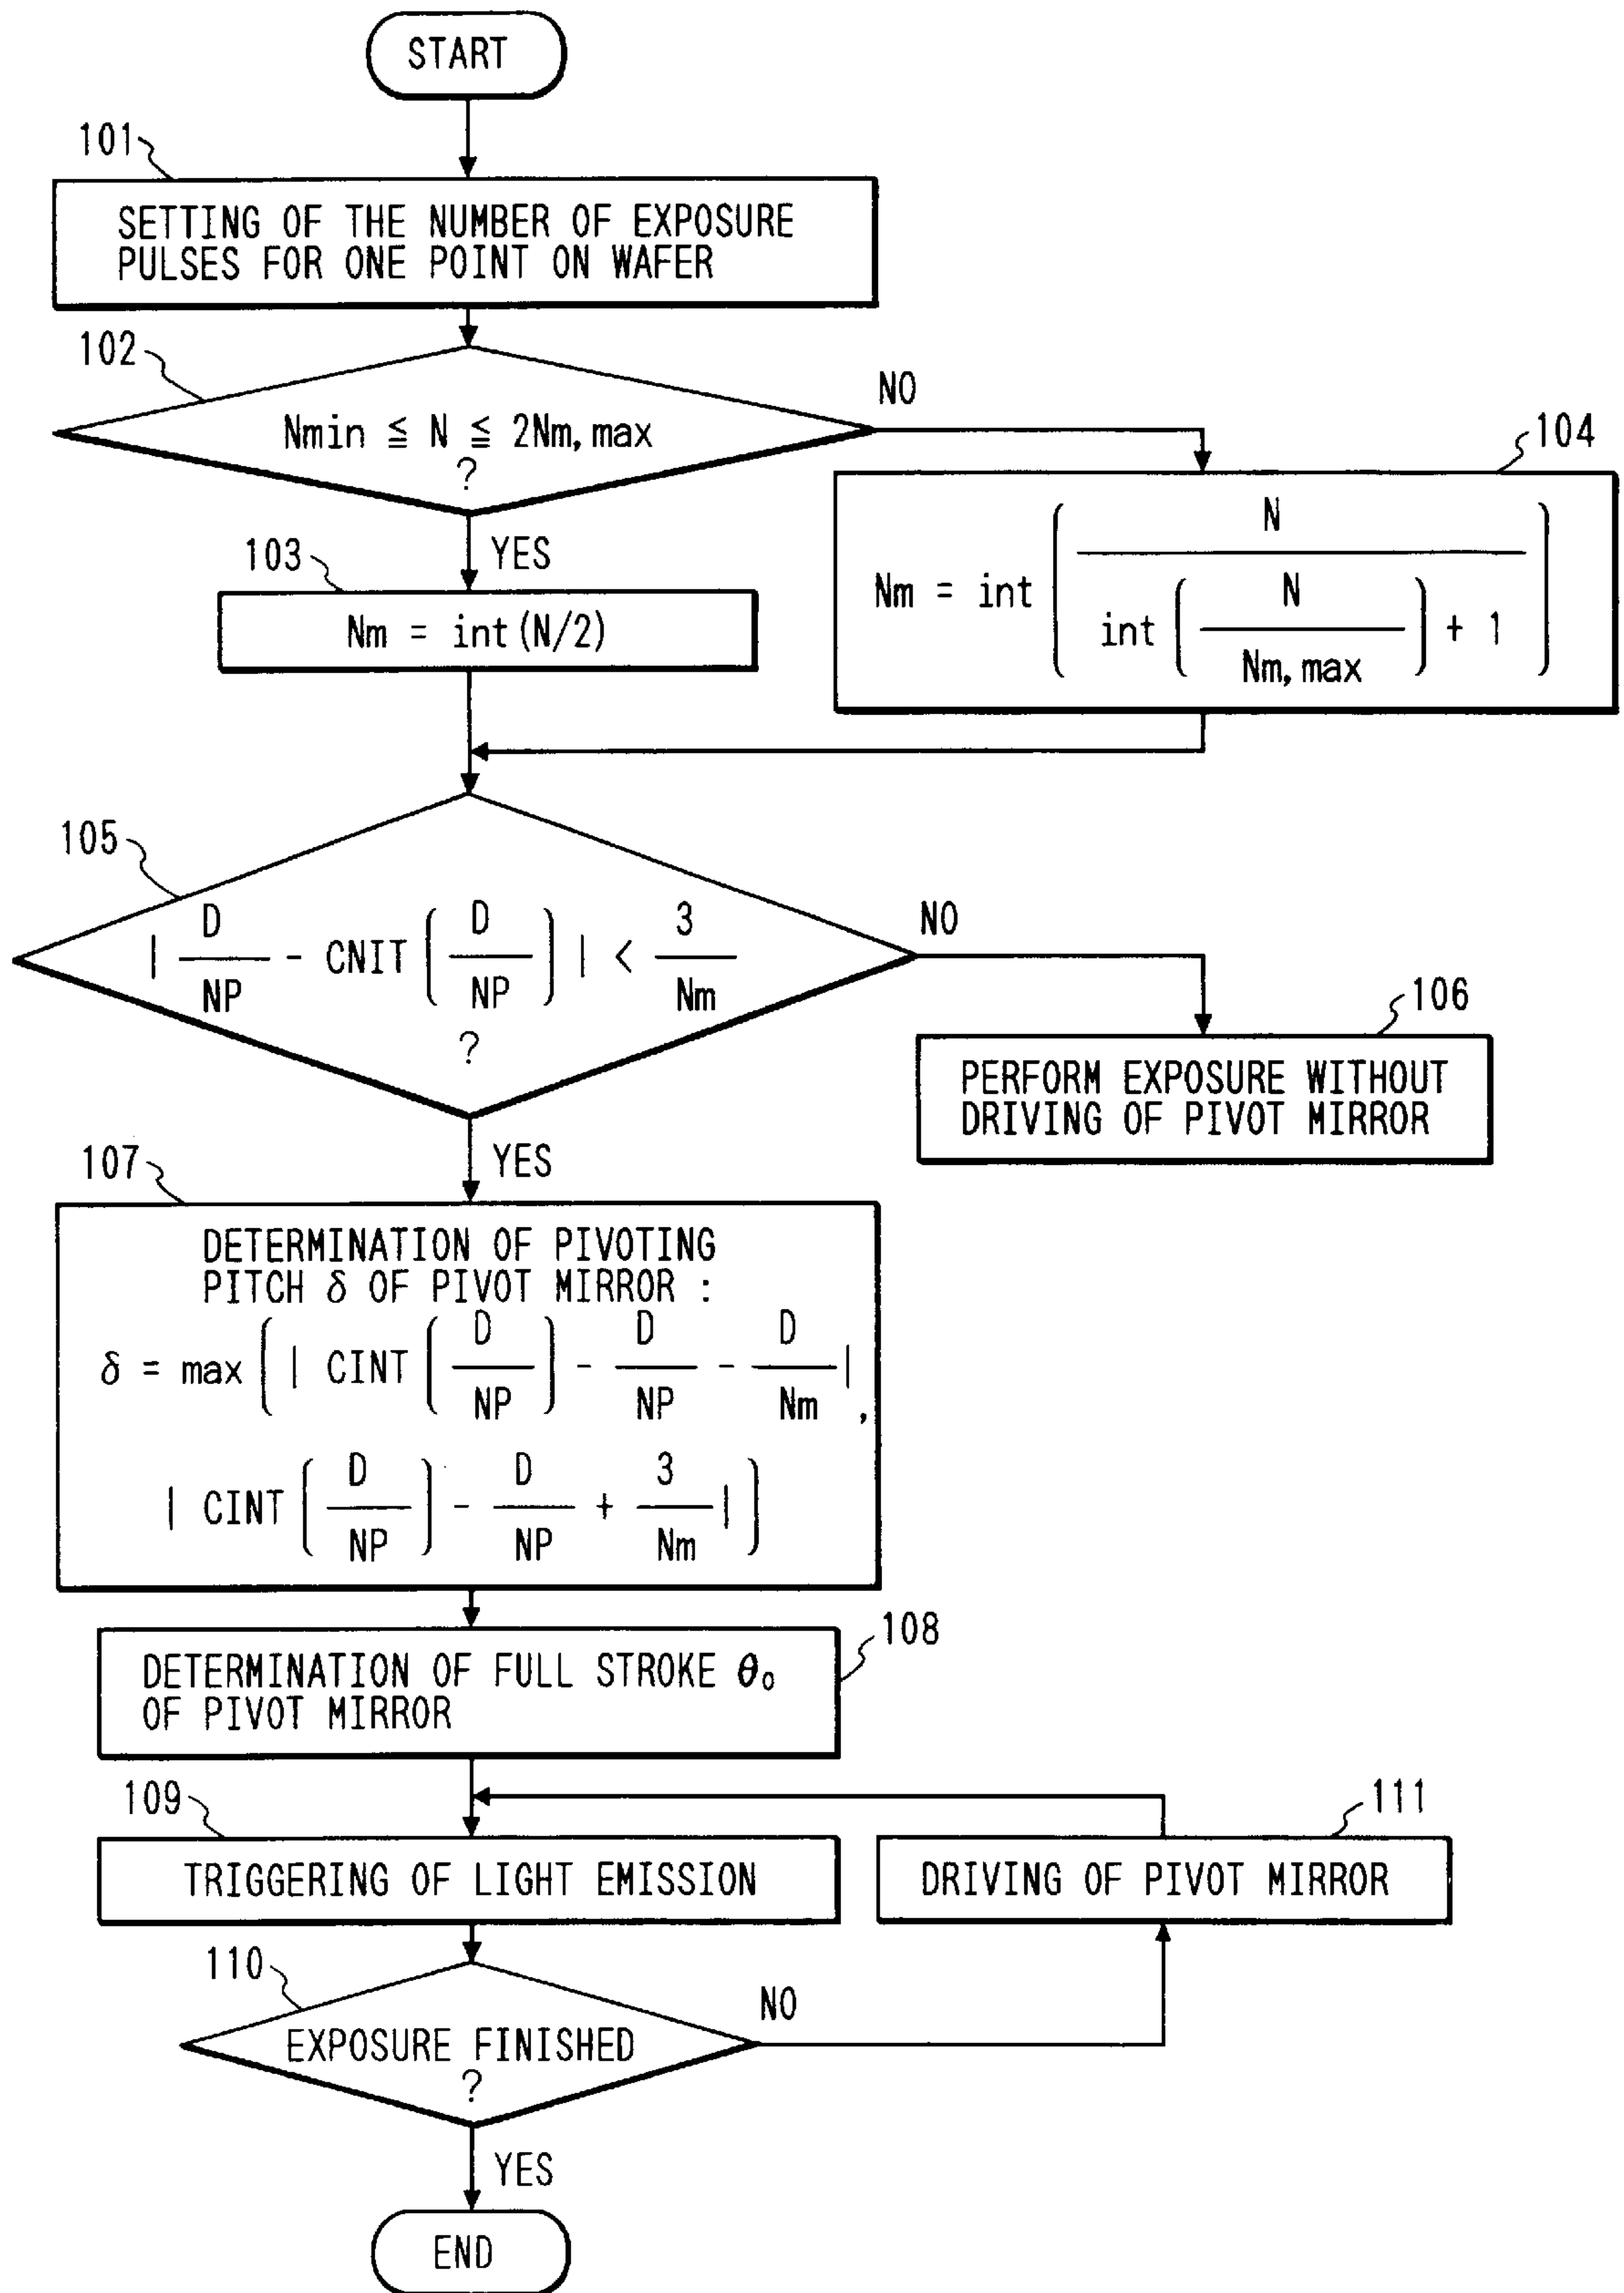 START
101
SETTING OF THE NUMBER OF EXPOSURE
PULSES FOR ONE POINT ON WAFER
102
Nmin ≦ N ≦ 2Nm,max
?
NO
YES
103
Nm = int(N/2)
104
Nm = int ( N / ( int ( N / Nm,max ) + 1 ) )
105
| D/NP - CNIT ( D/NP ) | < 3/Nm
?
NO
106
PERFORM EXPOSURE WITHOUT
DRIVING OF PIVOT MIRROR
YES
107
DETERMINATION OF PIVOTING
PITCH δ OF PIVOT MIRROR :
δ = max ( | CINT ( D/NP ) - D/NP - D/Nm | ,
| CINT ( D/NP ) - D/NP + 3/Nm | )
108
DETERMINATION OF FULL STROKE θ₀
OF PIVOT MIRROR
109
TRIGGERING OF LIGHT EMISSION
111
DRIVING OF PIVOT MIRROR
110
EXPOSURE FINISHED
?
NO
YES
END